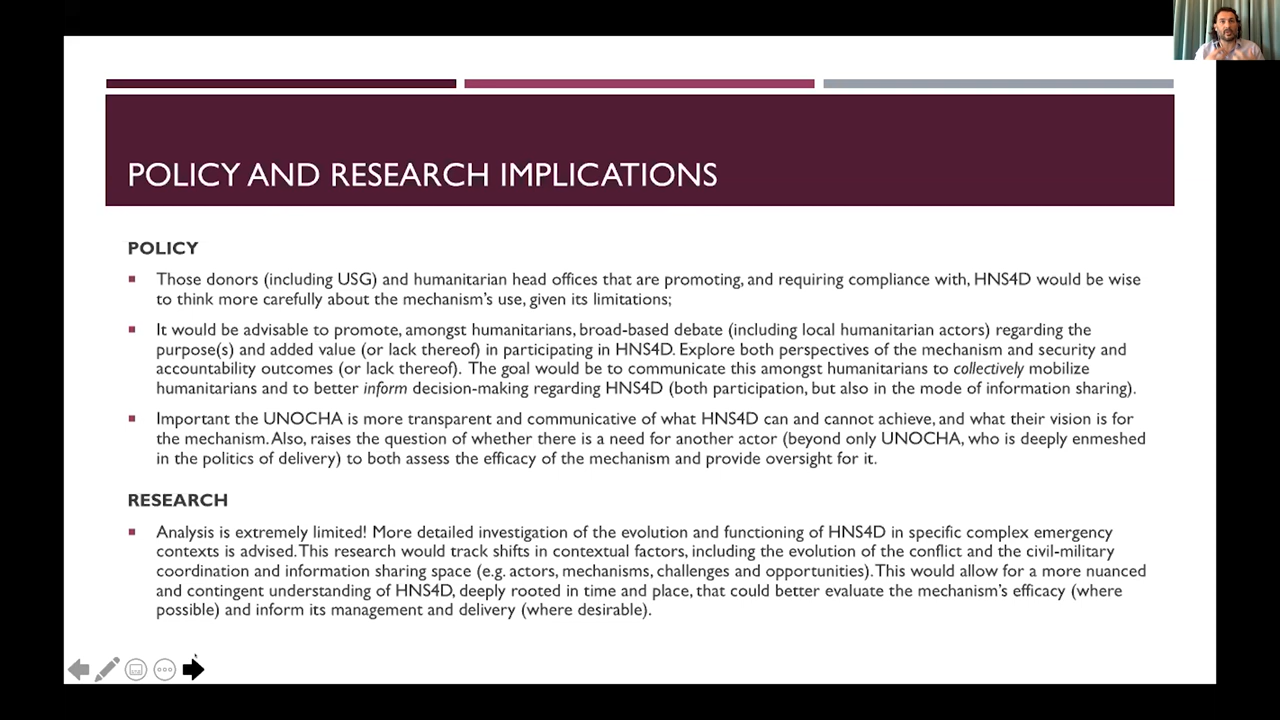 POLICY AND RESEARCH IMPLICATIONS
POLICY
Those donors (including USG) and humanitarian head offices that are promoting, and requiring compliance with, HNS4D would be wise
to think more carefully about the mechanism's use, given its limitations;
It would be advisable to promote, amongst humanitarians, broad-based debate (including local humanitarian actors) regarding the
purpose(s) and added value (or lack thereof) in participating in HNS4D. Explore both perspectives of the mechanism and security and
accountability outcomes (or lack thereof). The goal would be to communicate this amongst humanitarians to collectively mobilize
humanitarians and to better inform decision-making regarding HNS4D (both participation, but also in the mode of information sharing).
Important the UNOCHA is more transparent and communicative of what HNS4D can and cannot achieve, and what their vision is for
the mechanism. Also, raises the question of whether there is a need for another actor (beyond only UNOCHA, who is deeply enmeshed
in the politics of delivery) to both assess the efficacy of the mechanism and provide oversight for it.
RESEARCH
Analysis is extremely limited! More detailed investigation of the evolution and functioning of HNS4D in specific complex emergency
contexts is advised. This research would track shifts in contextual factors, including the evolution of the conflict and the civil-military
coordination and information sharing space (e.g. actors, mechanisms, challenges and opportunities). This would allow for a more nuanced
and contingent understanding of HNS4D, deeply rooted in time and place, that could better evaluate the mechanism's efficacy (where
possible) and inform its management and delivery (where desirable).